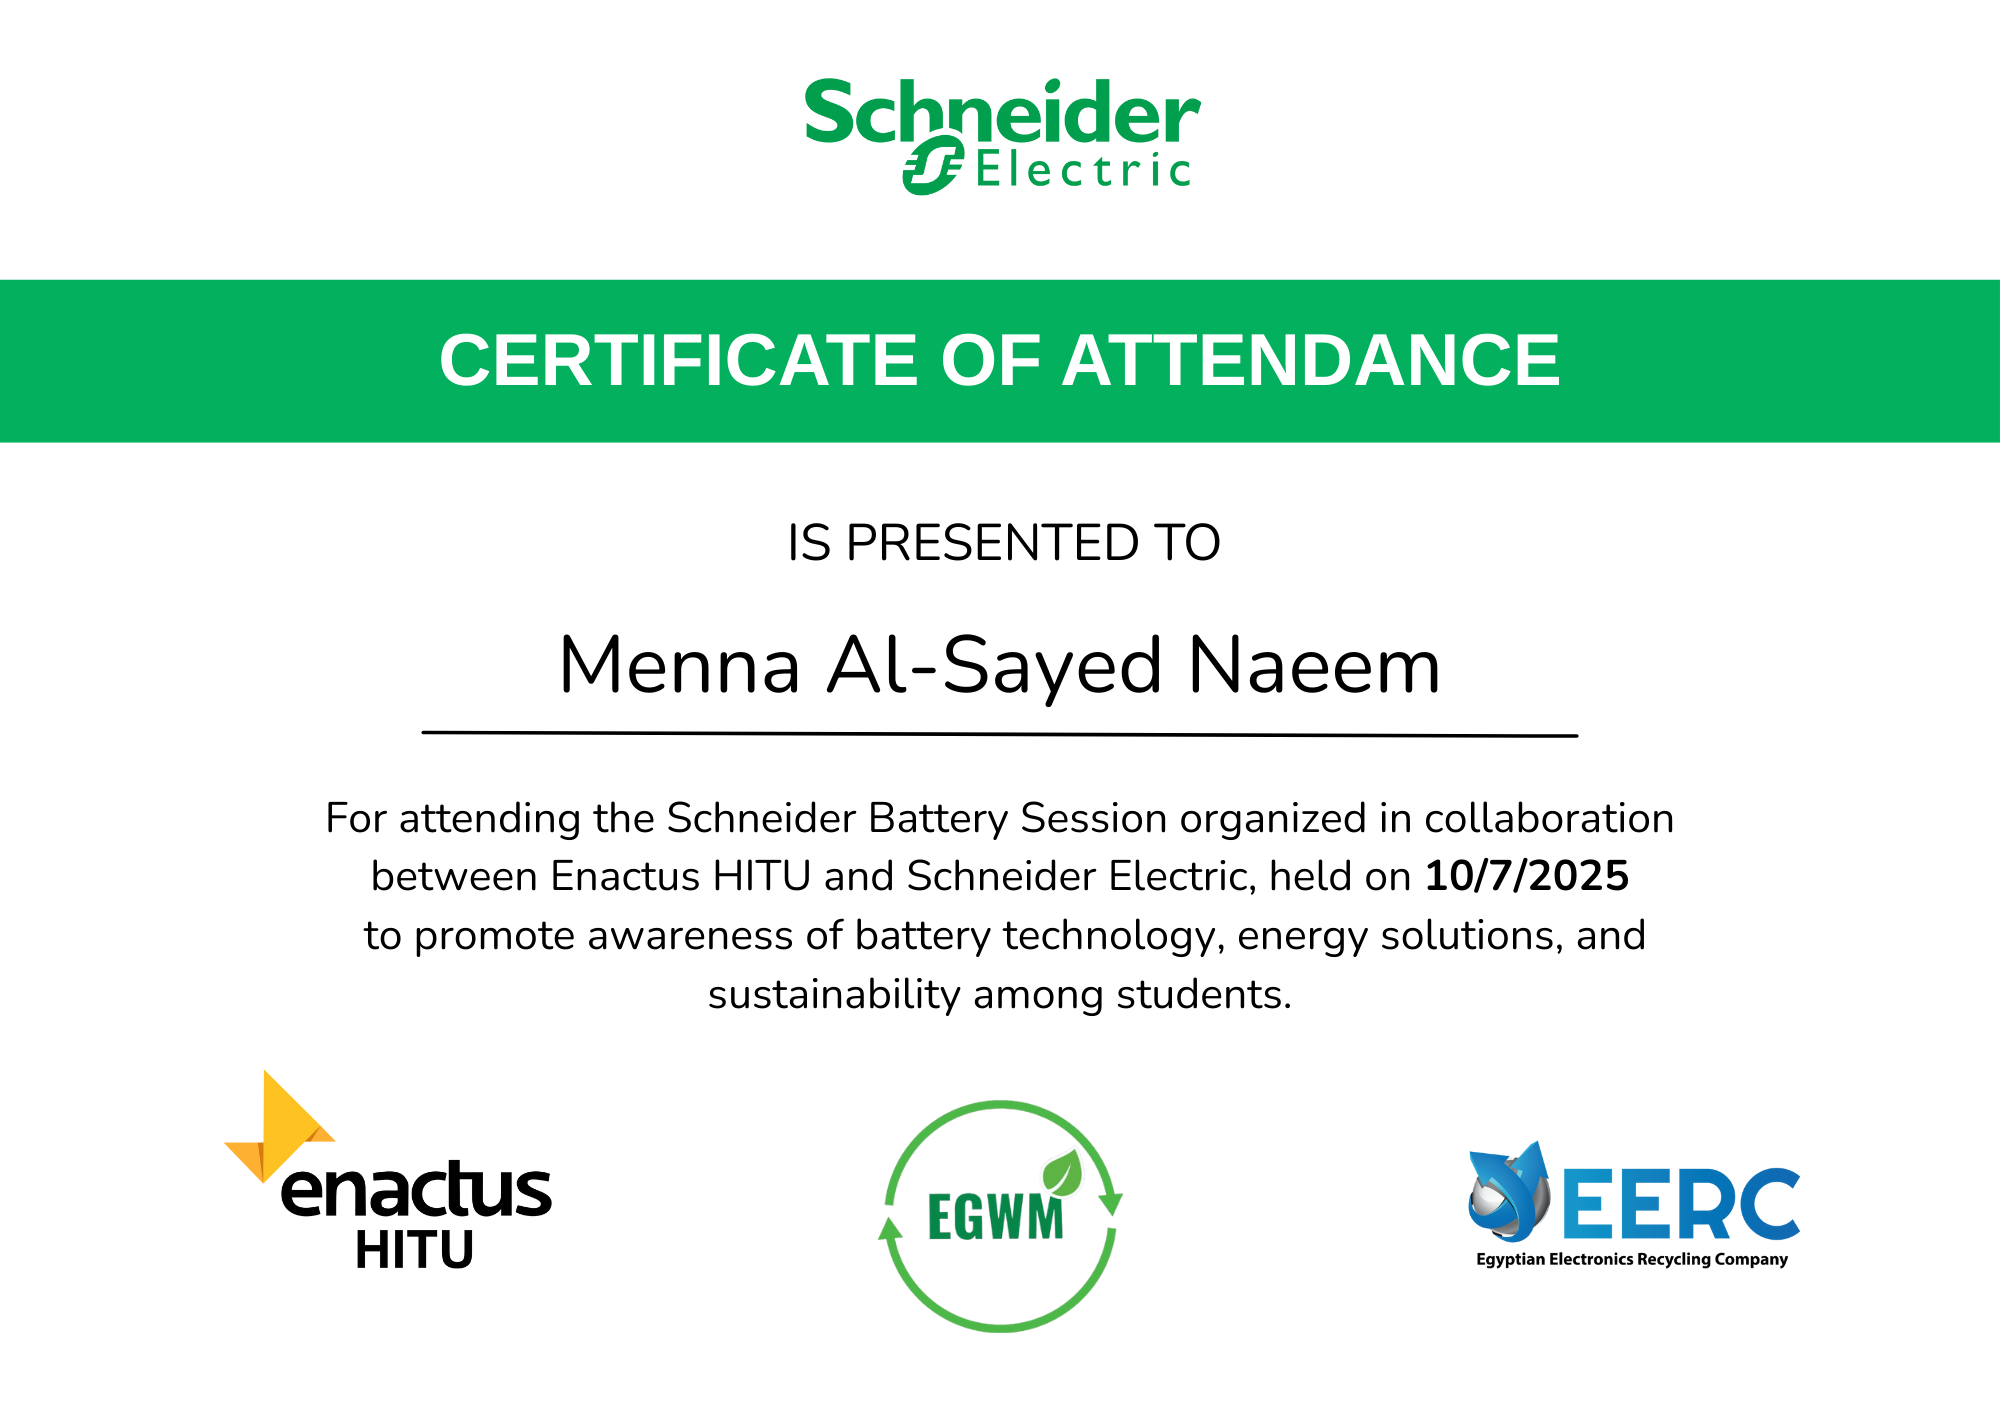 Schneider
Electric
CERTIFICATE OF ATTENDANCE
IS PRESENTED TO
Menna Al-Sayed Naeem
For attending the Schneider Battery Session organized in collaboration
between Enactus HITU and Schneider Electric, held on 10/7/2025
to promote awareness of battery technology, energy solutions, and
sustainability among students.
enactus
HITU
EGWM
EERC
Egyptian Electronics Recycling Company